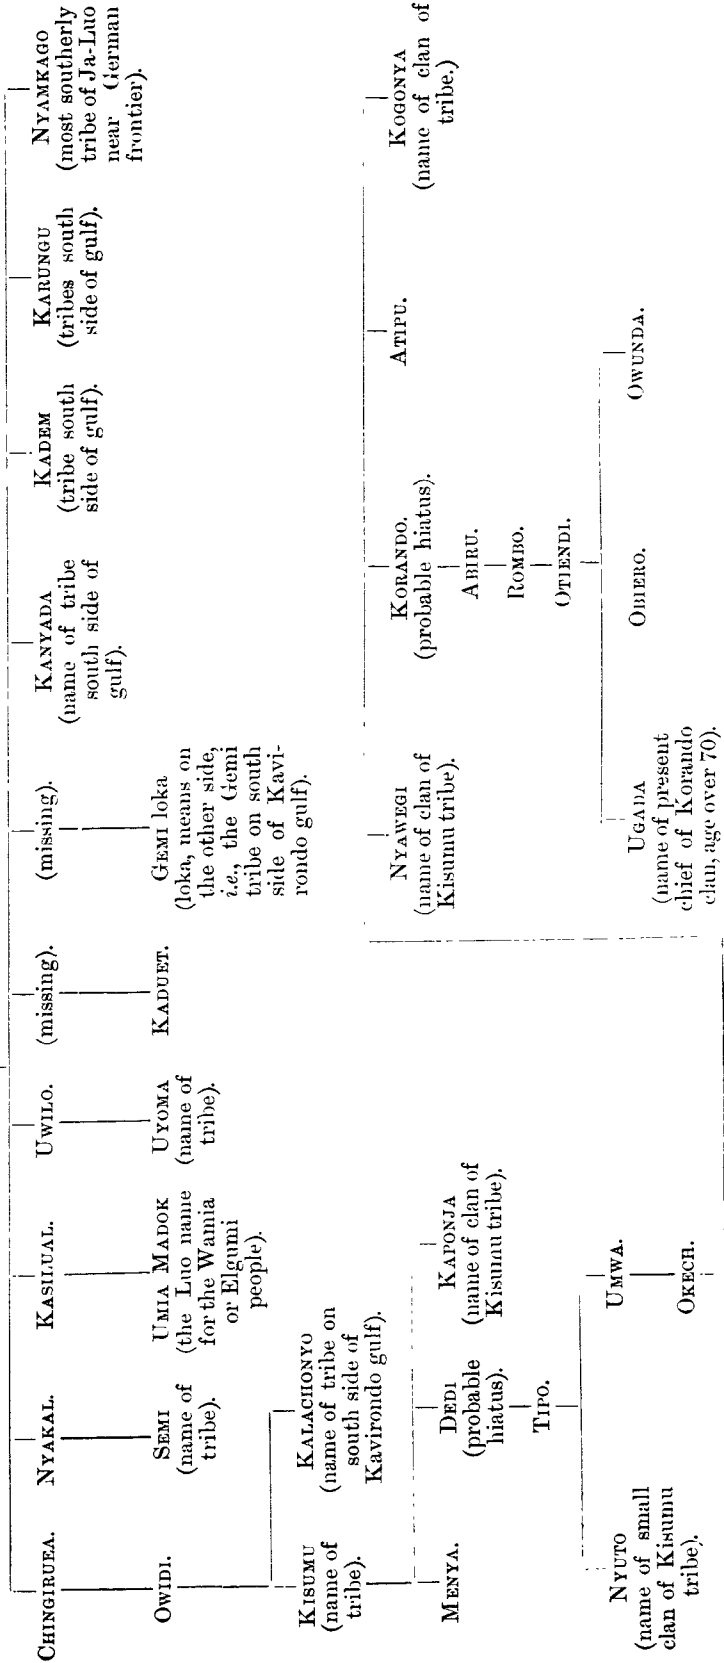 CHINGIRUEA.
NYAKAL.
KASILUAL.
UWILO.
(missing).
(missing).
KANYADA
(name of tribe
south side of
gulf).
KADEM
(tribe south
side of gulf).
KARUNGU
(tribes south
side of gulf).
NYAMKAGO
(most southerly
tribe of Ja-Luo
near German
frontier).
OWIDI.
SEMI
(name of
tribe).
UMIA MADOK
(the Luo name
for the Wamia
or Elgumi
people).
UYOMA
(name of
tribe).
KADUET.
GEMI loka
(loka, means on
the other side,
i.e., the Gemi
tribe on south
side of Kavi-
rondo gulf).
KISUMU
(name of
tribe).
KALACHONYO
(name of tribe on
south side of
Kavirondo gulf).
MENYA.
DEDI
(probable
hiatus).
KAPONJA
(name of clan of
Kisumu tribe).
TIPO.
NYUTO
(name of small
clan of Kisumu
tribe).
UMWA.
OKECH.
NYAWEGI
(name of clan of
Kisumu tribe).
KORANDO.
(probable hiatus).
ATIPU.
KOGONYA
(name of clan of
tribe.)
ABIRU.
ROMBO.
OTIENDI.
UGADA
(name of present
chief of Korando
clan, age over 70).
OBIERO.
OWUNDA.